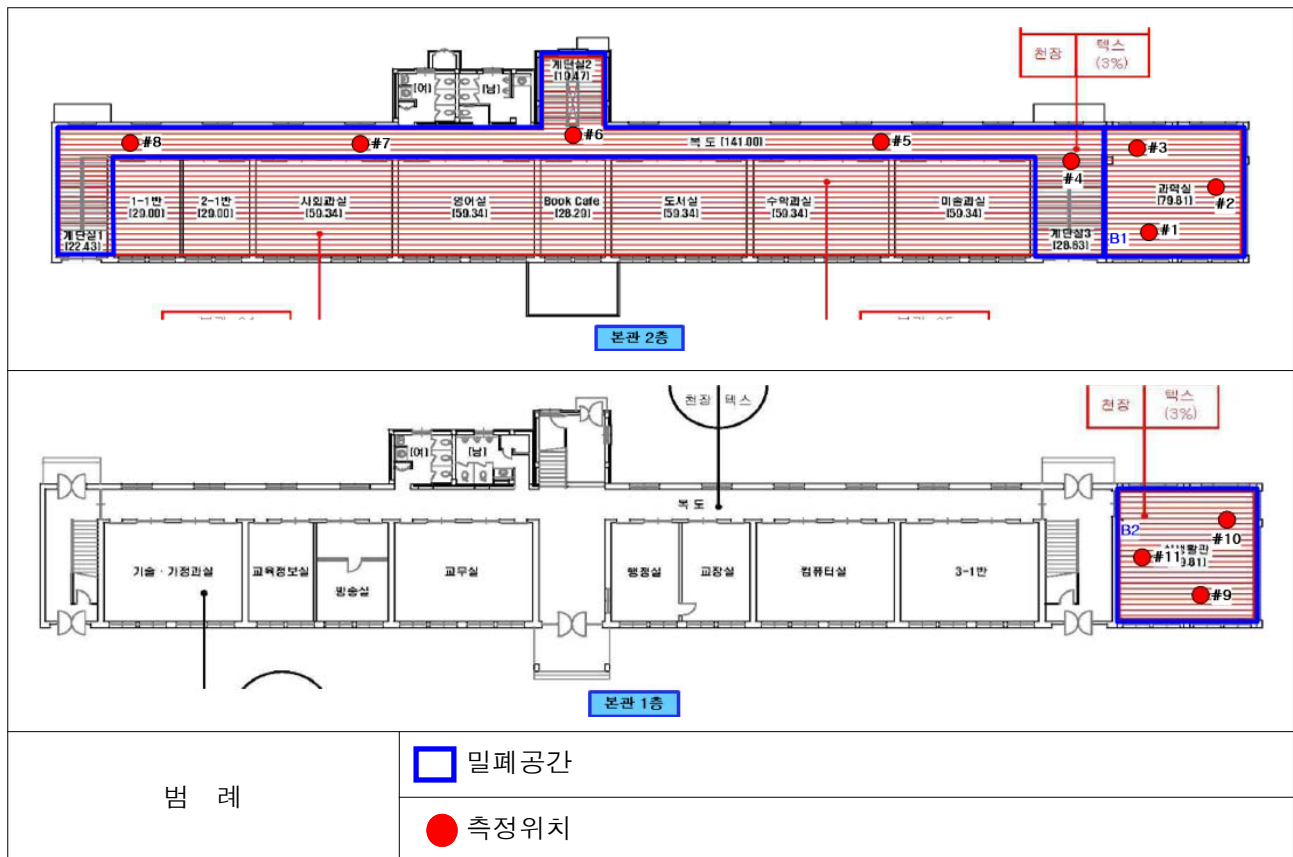 천장 텍스
(3%)
계단실2
[19.47]
[여]
[남]
#8
#7
#6
복 도 [141.00]
#5
#4
#3
과학실
[79.81]
#2
#1
B1
1-1반
[29.00]
2-1반
[29.00]
사회과실
[59.34]
영어실
[59.34]
Book Cafe
[28.29]
도서실
[59.34]
수학과실
[59.34]
미술과실
[59.34]
계단실1
[22.43]
계단실3
[28.63]
본관 2층
천장 텍스
천장 텍스
(3%)
[여]
[남]
복 도
B2
#10
#11
#9
기술·가정과실
교육정보실
방송실
교무실
행정실
교장실
컴퓨터실
3-1반
본관 1층
범 례
밀폐공간
측정위치